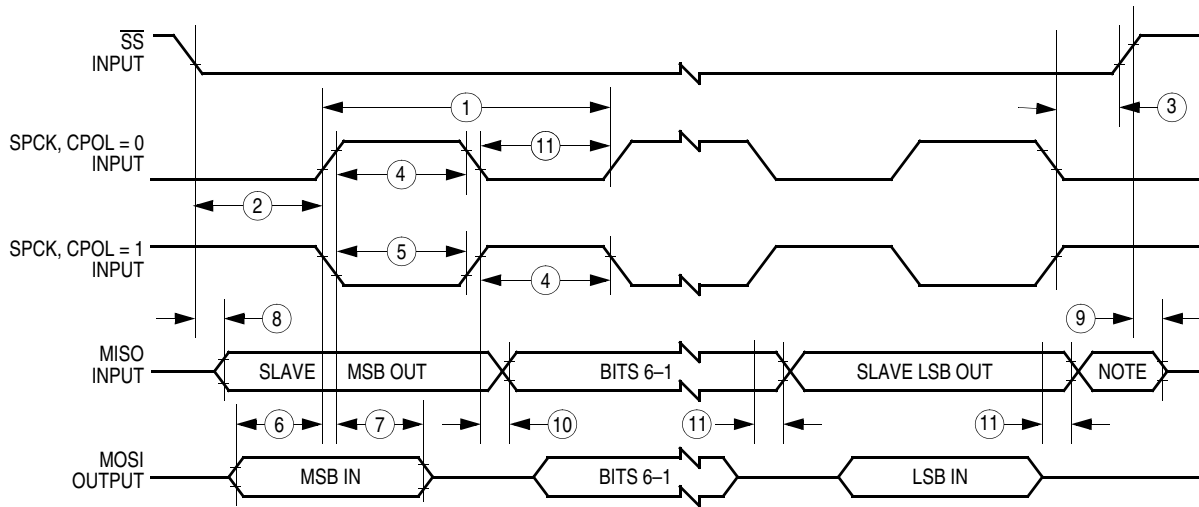 SS
INPUT
1
3
SPCK, CPOL = 0
INPUT
11
4
2
SPCK, CPOL = 1
INPUT
5
4
8
9
MISO
INPUT
SLAVE MSB OUT
BITS 6–1
SLAVE LSB OUT
NOTE
6
7
10
11
11
MOSI
OUTPUT
MSB IN
BITS 6–1
LSB IN